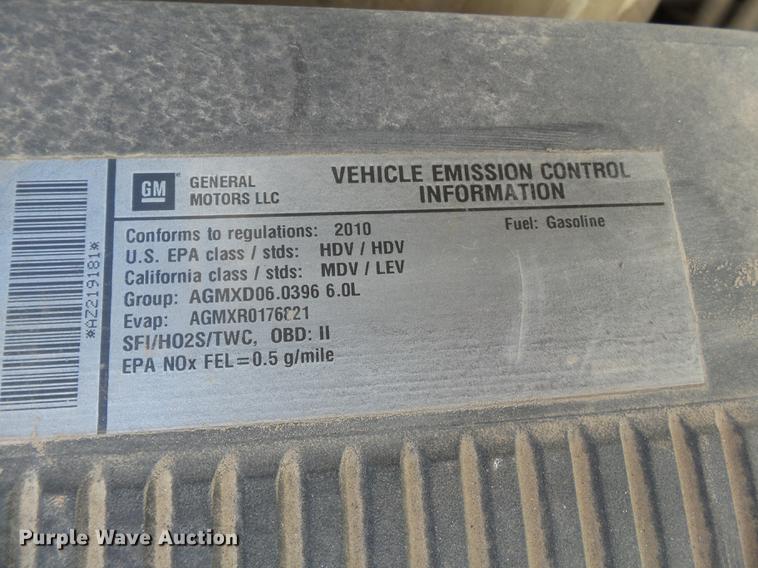 GM
GENERAL
MOTORS LLC
VEHICLE EMISSION CONTROL
INFORMATION
Conforms to regulations: 2010
Fuel: Gasoline
U.S. EPA class / stds: HDV / HDV
California class / stds: MDV / LEV
Group: AGMXD06.0396 6.0L
Evap: AGMXR0176821
SFI/HO2S/TWC, OBD: II
EPA NOx FEL=0.5 g/mile
*AZ219181*
Purple Wave Auction